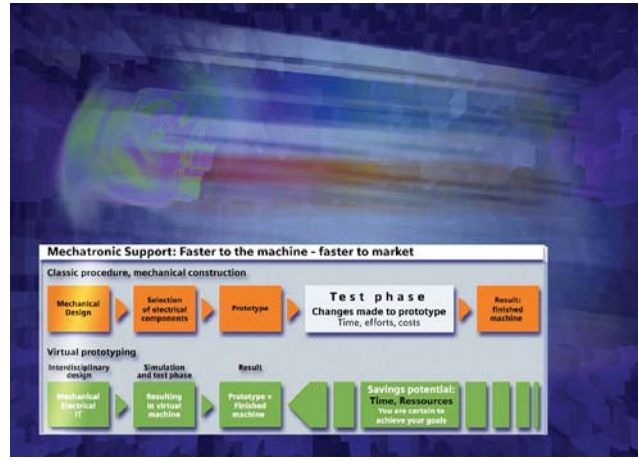 Mechatronic Support: Faster to the machine – faster to market
Classic procedure, mechanical construction
Mechanical
Design
Selection
of electrical
components
Prototype
Test phase
Changes made to prototype
Time, efforts, costs
Result:
finished
machine
Virtual prototyping
Interdisciplinary
design
Simulation
and test phase
Result
Mechanical
Electrical
IT
Resulting
in virtual
machine
Prototype =
Finished
machine
Savings potential:
Time, Ressources
You are certain to
achieve your goals